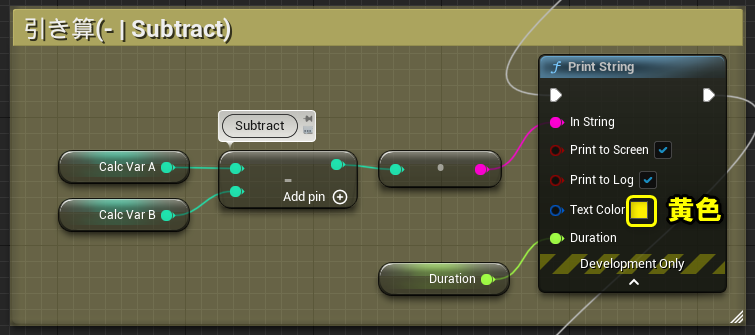 引き算(- | Subtract)
Print String
Subtract
In String
Calc Var A
Print to Screen
-
Add pin
Print to Log
Calc Var B
Text Color
黄色
Duration
Development Only
Duration